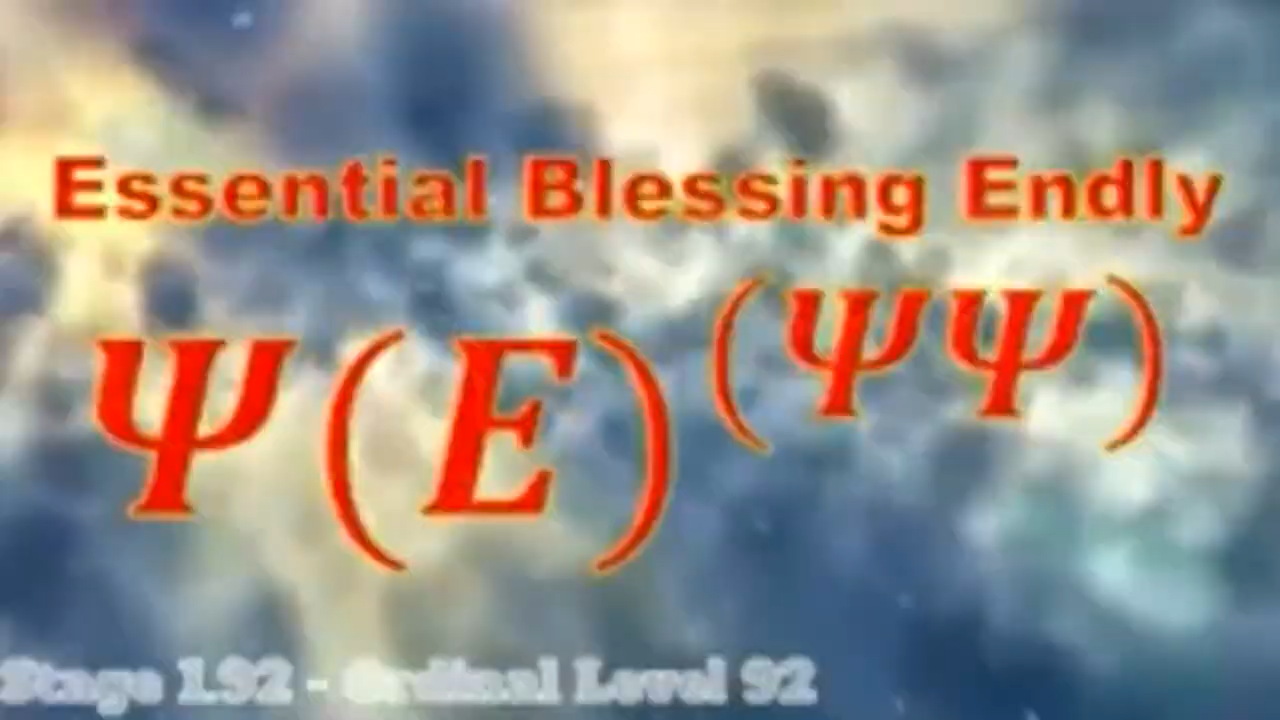 Essential Blessing Endly
Ψ(E)^(ΨΨ)
Stage 1.92 - Ordinal Level 92